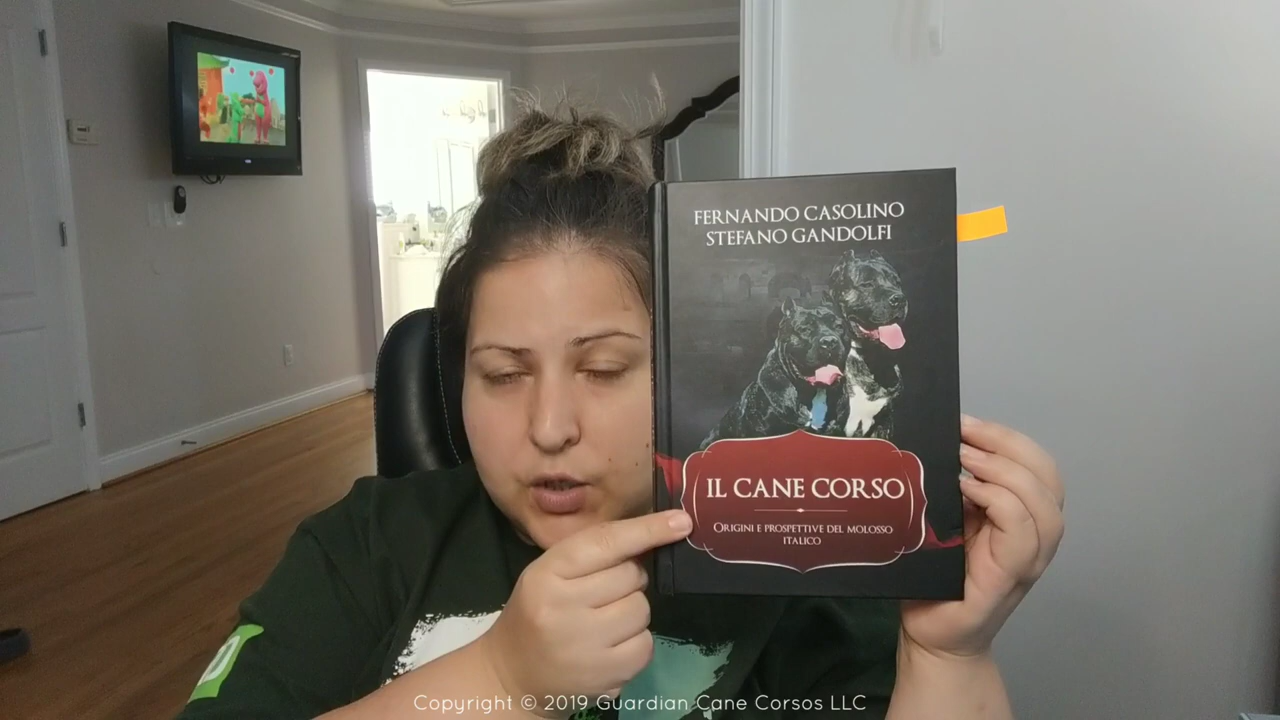 FERNANDO CASOLINO
STEFANO GANDOLFI
IL CANE CORSO
ORIGINI E PROSPETTIVE DEL MOLOSSO
ITALICO
Copyright © 2019 Guardian Cane Corsos LLC